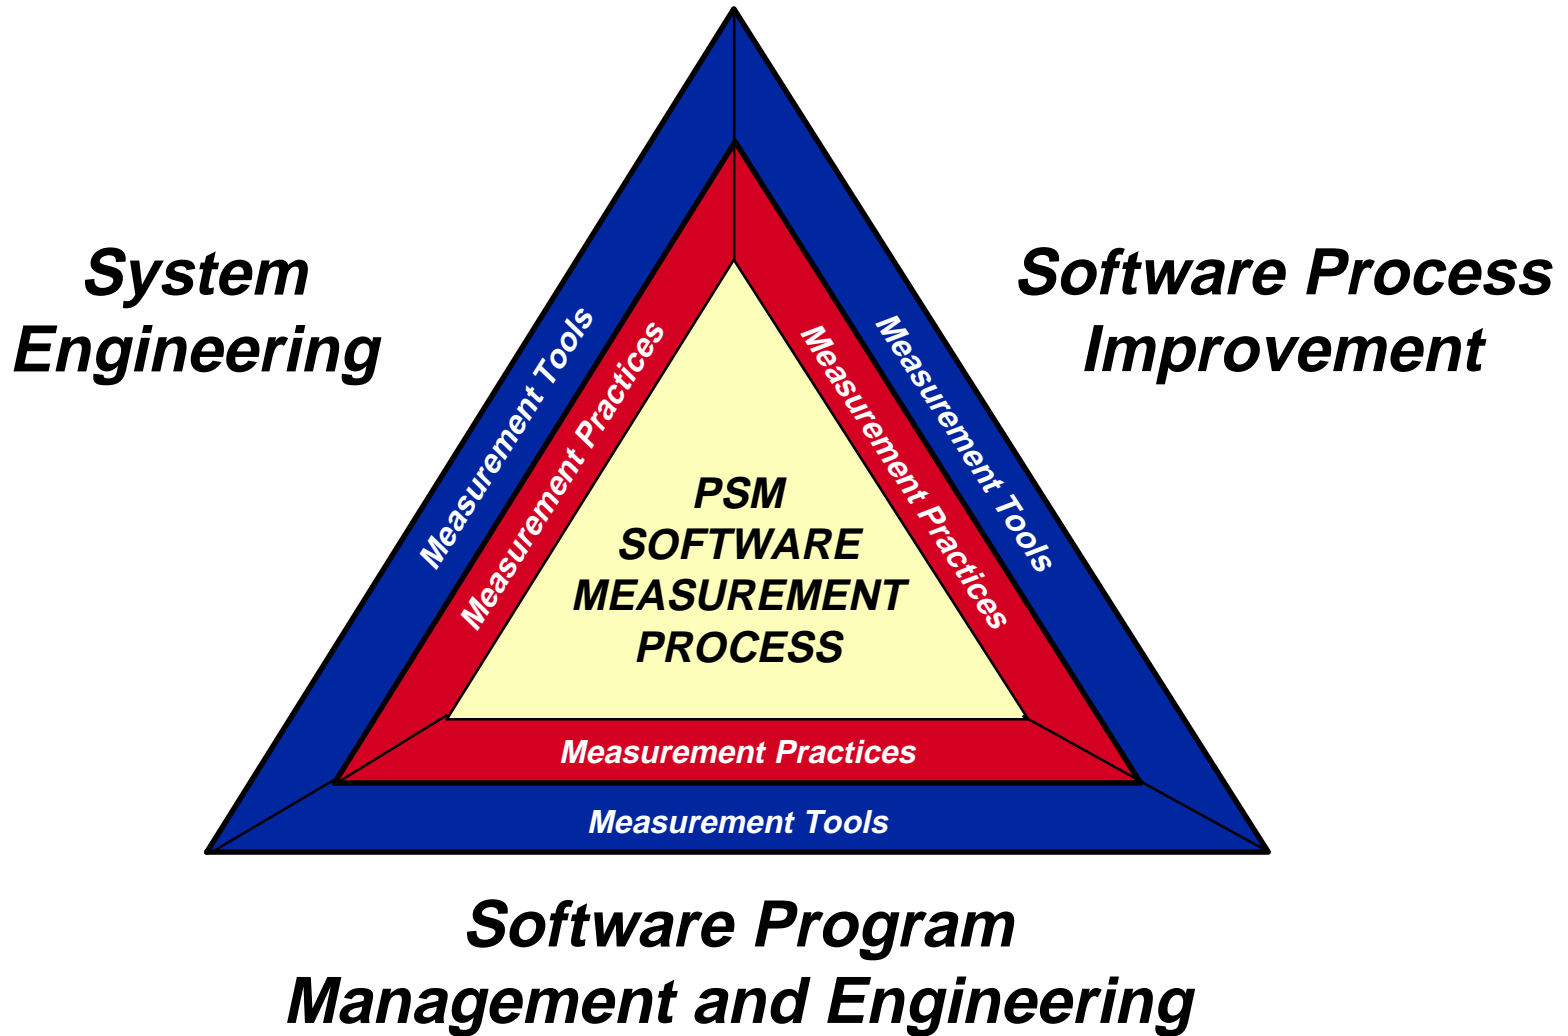 System
Engineering
Software Process
Improvement
Measurement Tools
Measurement Practices
Measurement Practices
Measurement Tools
PSM
SOFTWARE
MEASUREMENT
PROCESS
Measurement Practices
Measurement Tools
Software Program
Management and Engineering